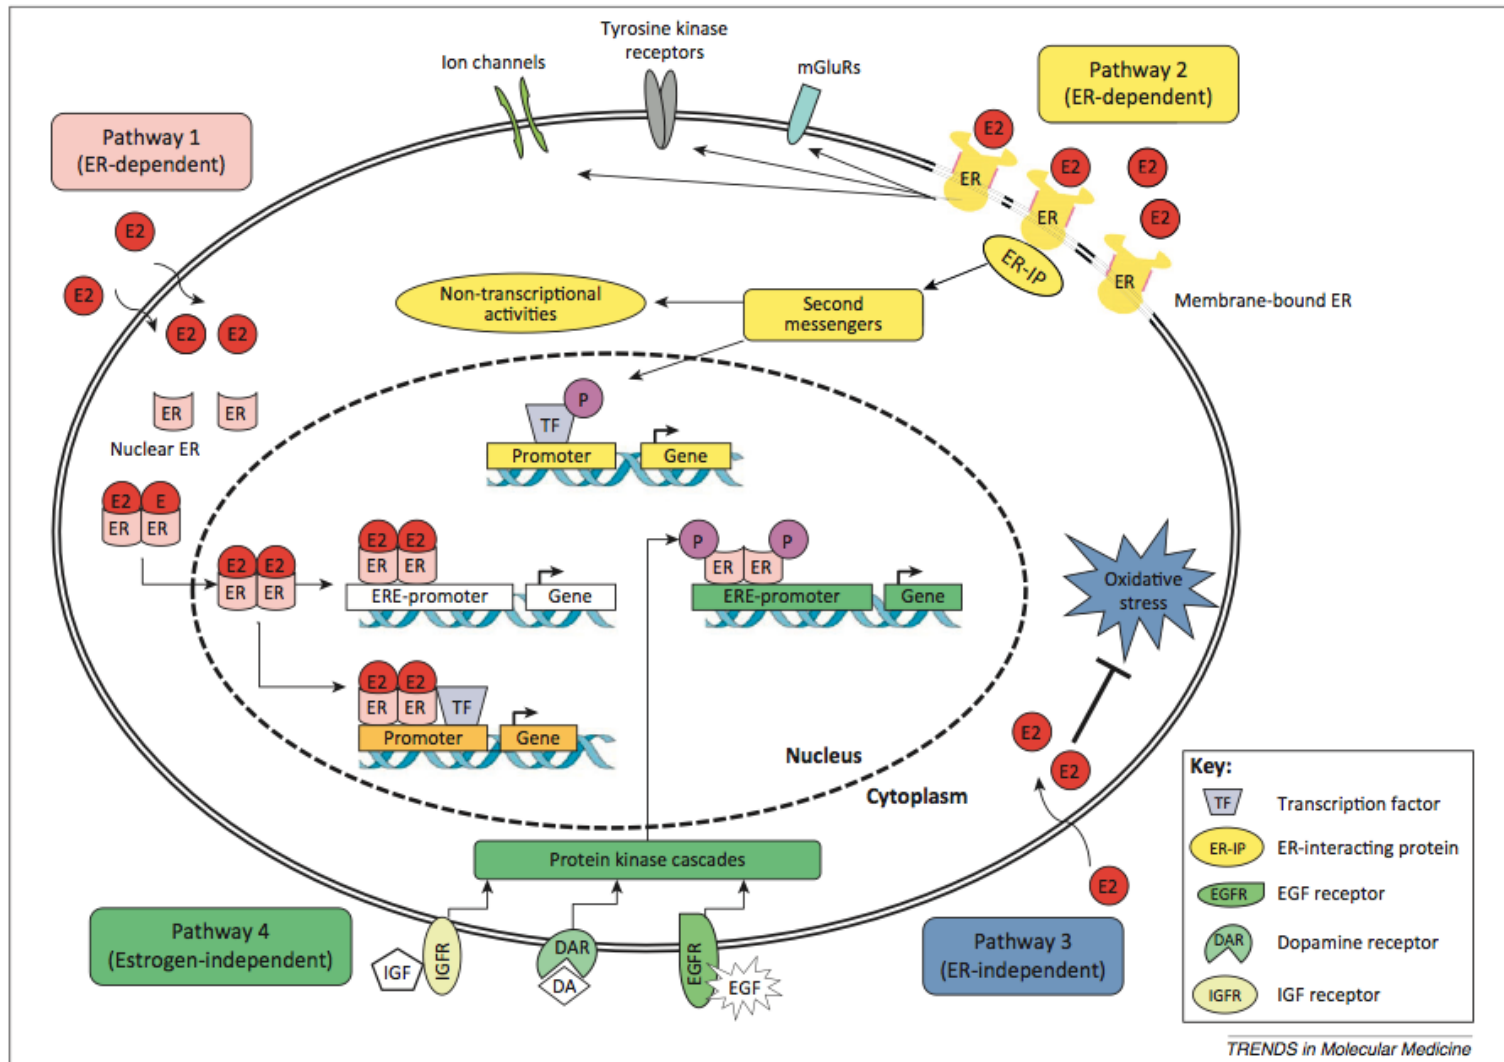 Tyrosine kinase
receptors
Ion channels
mGluRs
Pathway 2
(ER-dependent)
Pathway 1
(ER-dependent)
E2
E2
E2
E2
ER
ER
ER
ER-IP
Membrane-bound ER
E2
E2
E2
E2
ER
ER
Nuclear ER
Non-transcriptional
activities
Second
messengers
P
TF
Promoter
Gene
E2
E
ER
ER
E2
E2
ER
ER
E2
E2
ER
ER
ERE-promoter
Gene
P
P
ER
ER
ERE-promoter
Gene
Oxidative
stress
E2
E2
ER
ER
TF
Promoter
Gene
Nucleus
Cytoplasm
E2
E2
E2
Protein kinase cascades
Pathway 4
(Estrogen-independent)
IGF
IGFR
DAR
DA
EGFR
EGF
Pathway 3
(ER-independent)
Key:
TF Transcription factor
ER-IP ER-interacting protein
EGFR EGF receptor
DAR Dopamine receptor
IGFR IGF receptor
TRENDS in Molecular Medicine